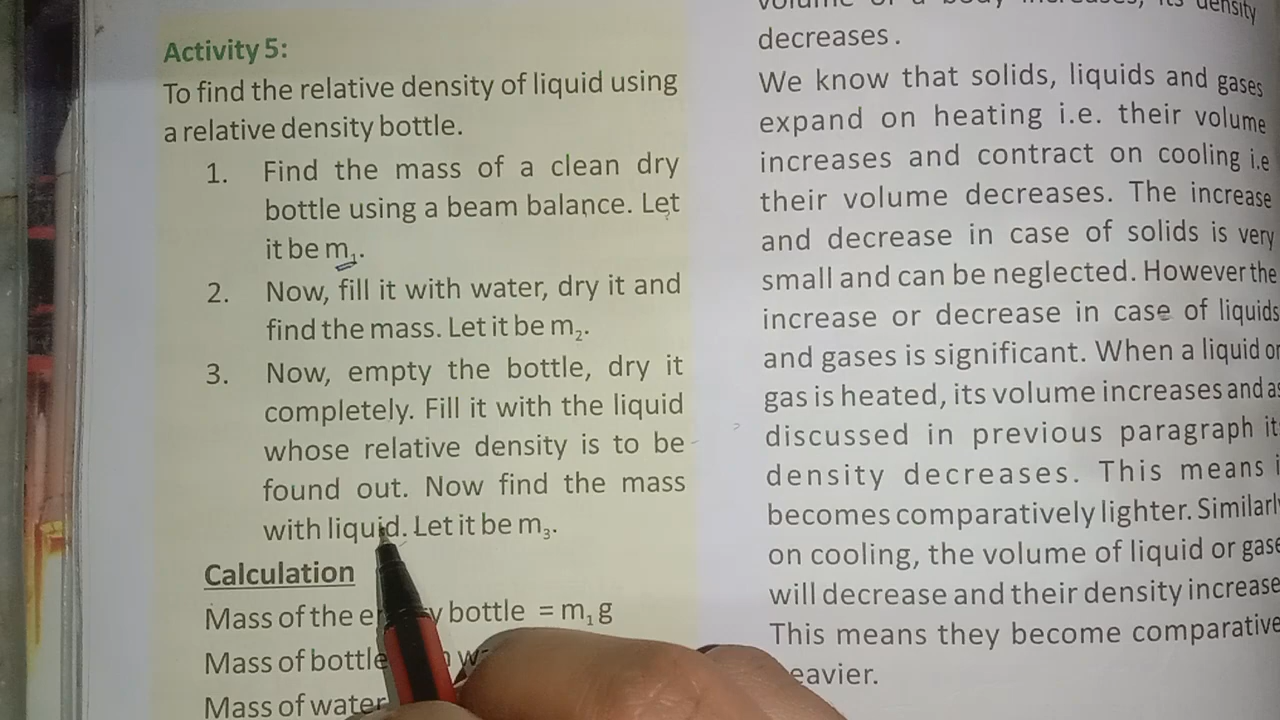 Activity 5:
To find the relative density of liquid using
a relative density bottle.
1. Find the mass of a clean dry
bottle using a beam balance. Let
it be m₁.
2. Now, fill it with water, dry it and
find the mass. Let it be m₂.
3. Now, empty the bottle, dry it
completely. Fill it with the liquid
whose relative density is to be
found out. Now find the mass
with liquid. Let it be m₃.
Calculation
Mass of the bottle = m₁ g
Mass of bottle
Mass of water
volume of a body increases, its density
decreases.
We know that solids, liquids and gases
expand on heating i.e. their volume
increases and contract on cooling i.e
their volume decreases. The increase
and decrease in case of solids is very
small and can be neglected. However the
increase or decrease in case of liquids
and gases is significant. When a liquid or
gas is heated, its volume increases and as
discussed in previous paragraph it
density decreases. This means
becomes comparatively lighter. Similarly
on cooling, the volume of liquid or gase
will decrease and their density increase
This means they become comparative
eavier.